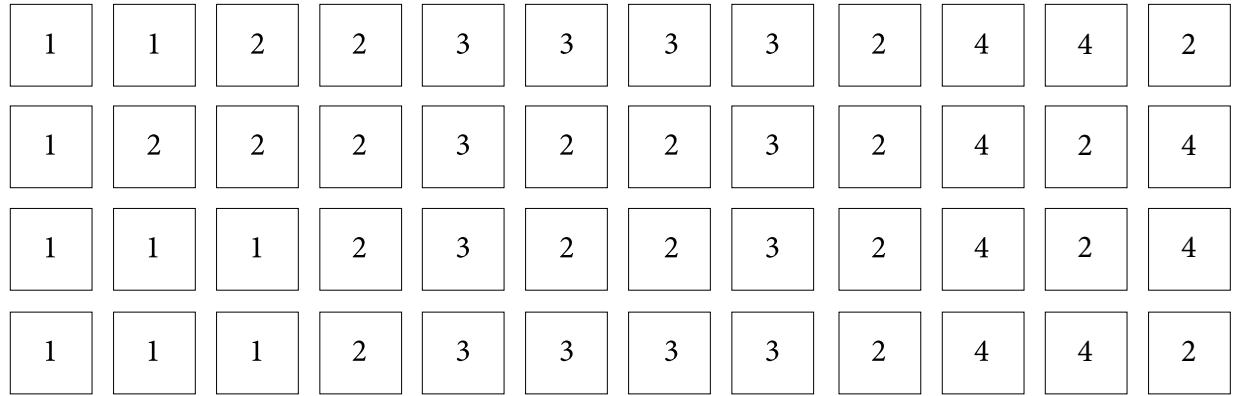 1 1 2 2 3 3 3 3 2 4 4 2
1 2 2 2 3 2 2 3 2 4 2 4
1 1 1 2 3 2 2 3 2 4 2 4
1 1 1 2 3 3 3 3 2 4 4 2